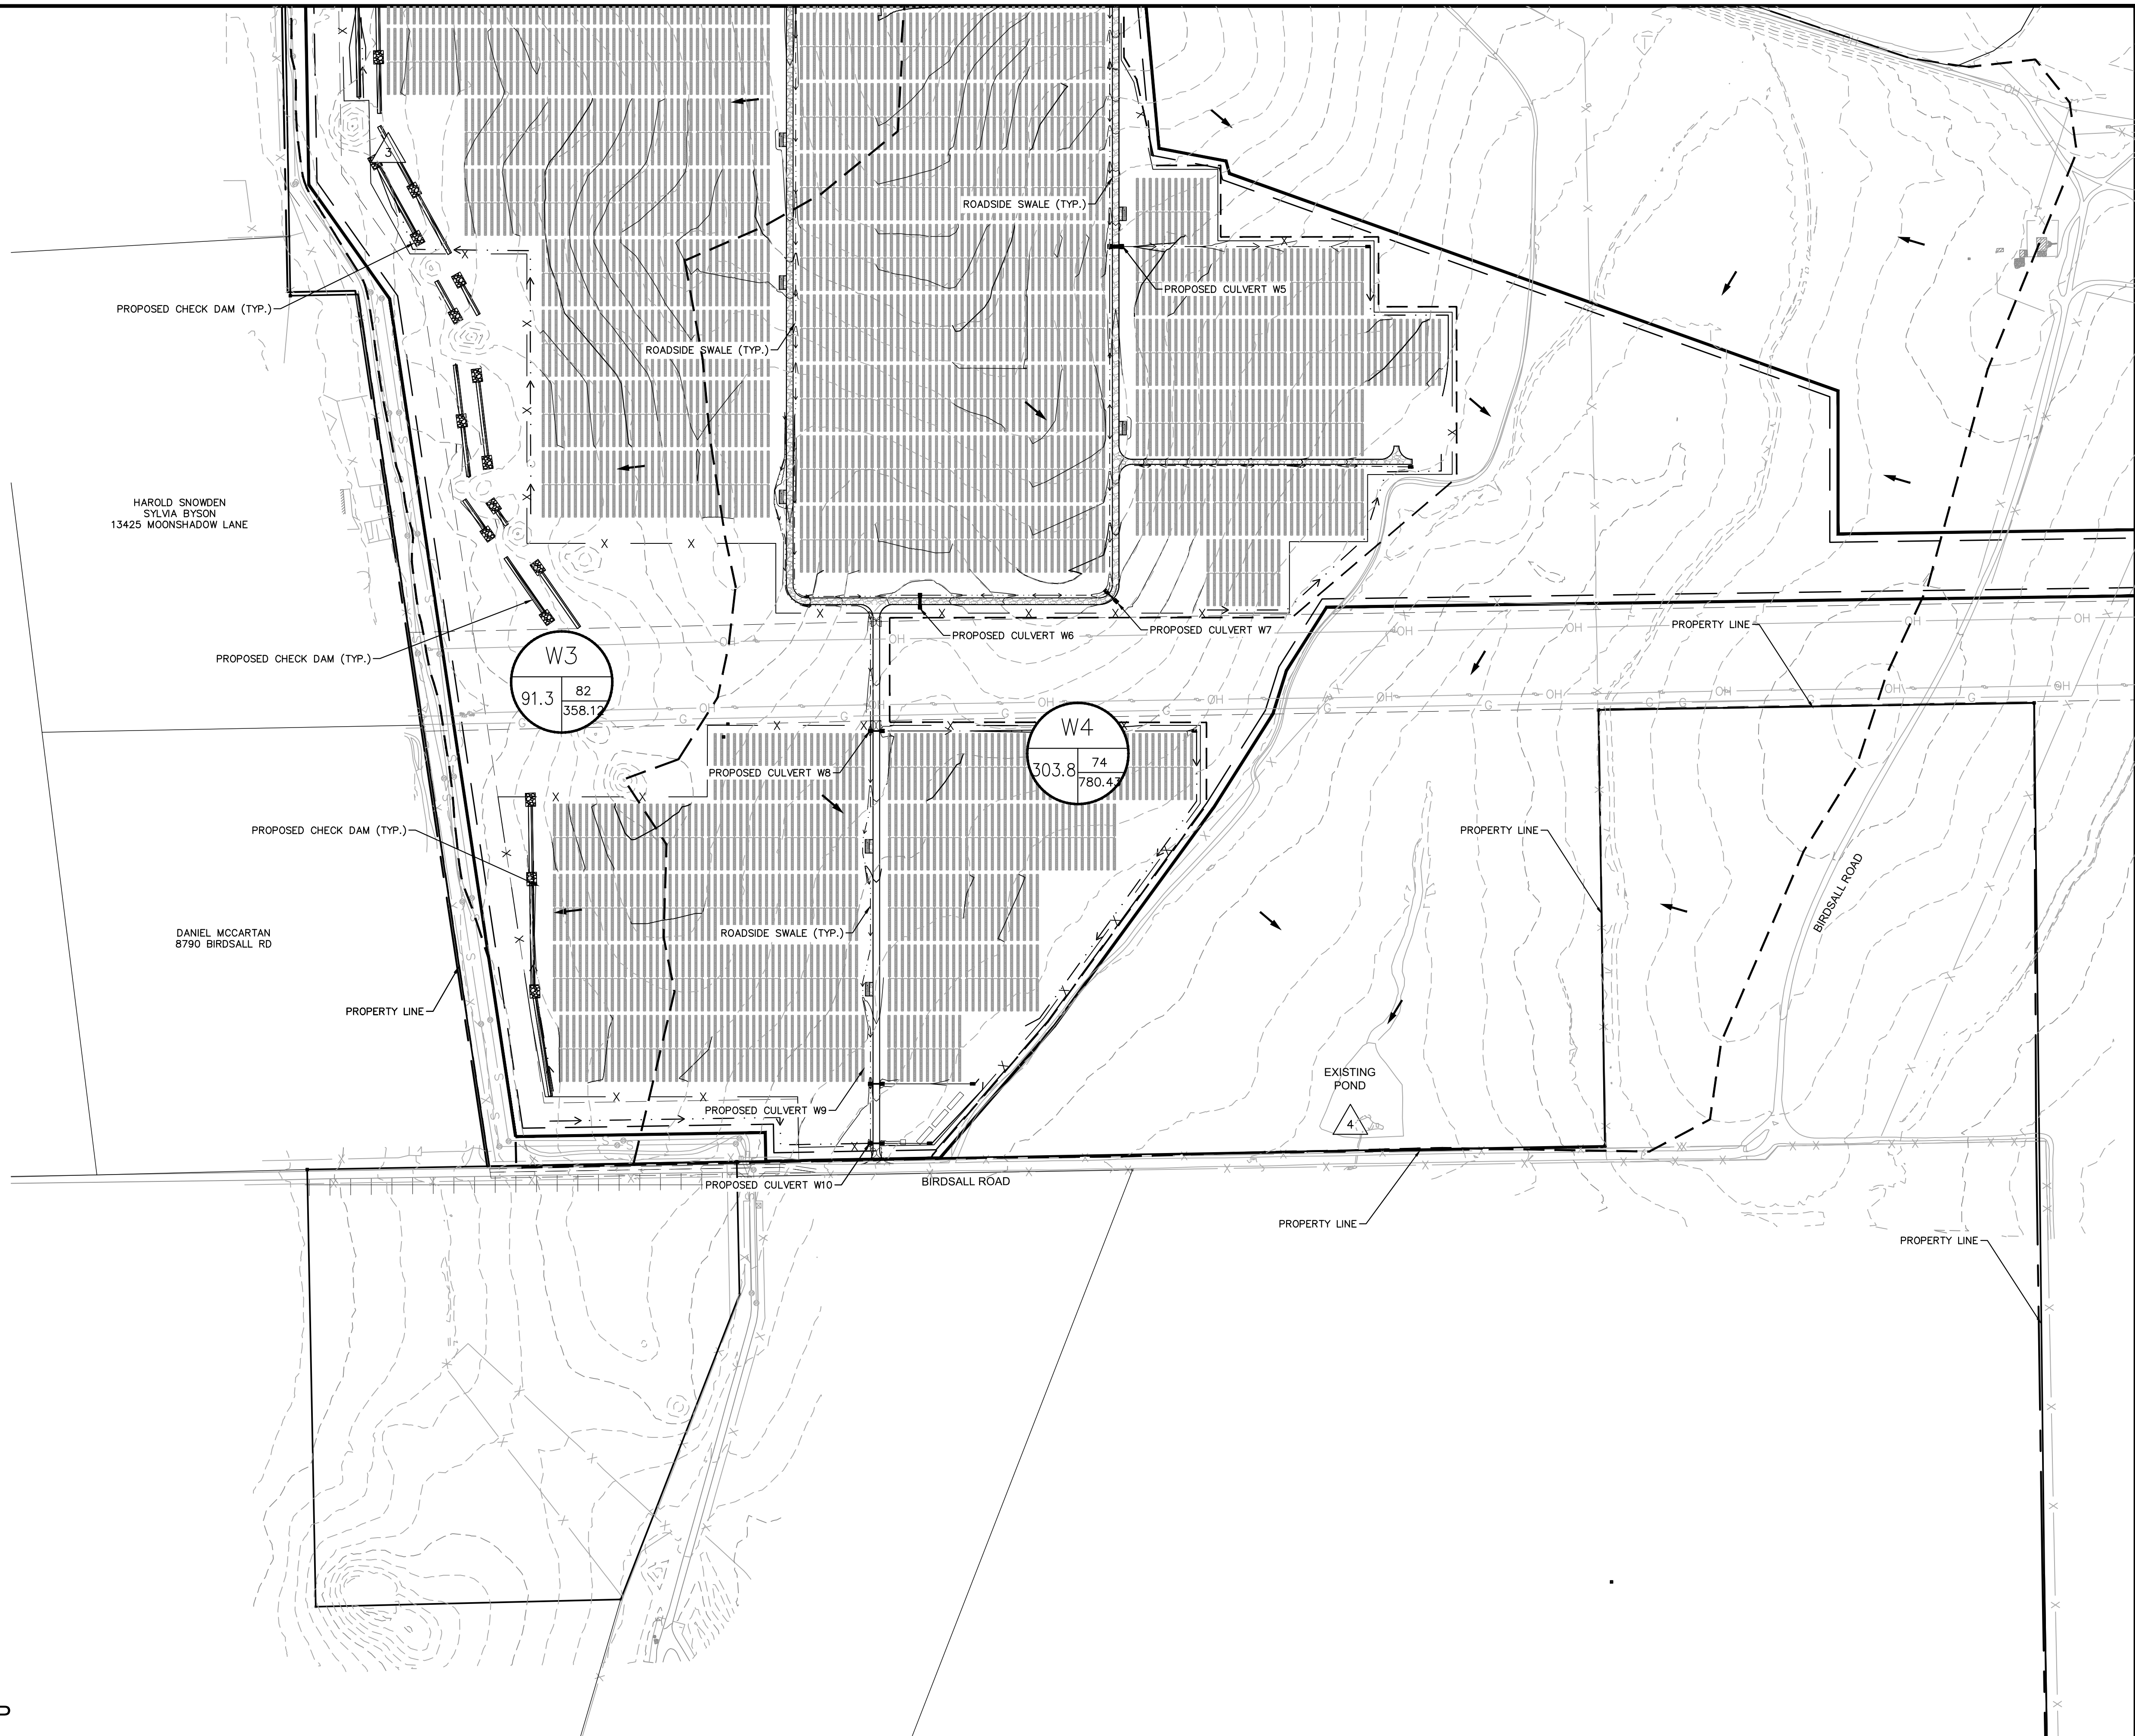 3
ROADSIDE SWALE (TYP.)
PROPOSED CULVERT W5
PROPOSED CHECK DAM (TYP.)
ROADSIDE SWALE (TYP.)
HAROLD SNOWDEN
SYLVIA BYSON
13425 MOONSHADOW LANE
PROPOSED CULVERT W6
PROPOSED CULVERT W7
PROPERTY LINE
PROPOSED CHECK DAM (TYP.)
W3
91.3
82
358.12
W4
303.8
74
780.43
PROPOSED CULVERT W8
PROPOSED CHECK DAM (TYP.)
PROPERTY LINE
BIRDSALL ROAD
ROADSIDE SWALE (TYP.)
DANIEL MCCARTAN
8790 BIRDSALL RD
PROPERTY LINE
EXISTING
POND
4
PROPOSED CULVERT W9
PROPOSED CULVERT W10
BIRDSALL ROAD
PROPERTY LINE
PROPERTY LINE